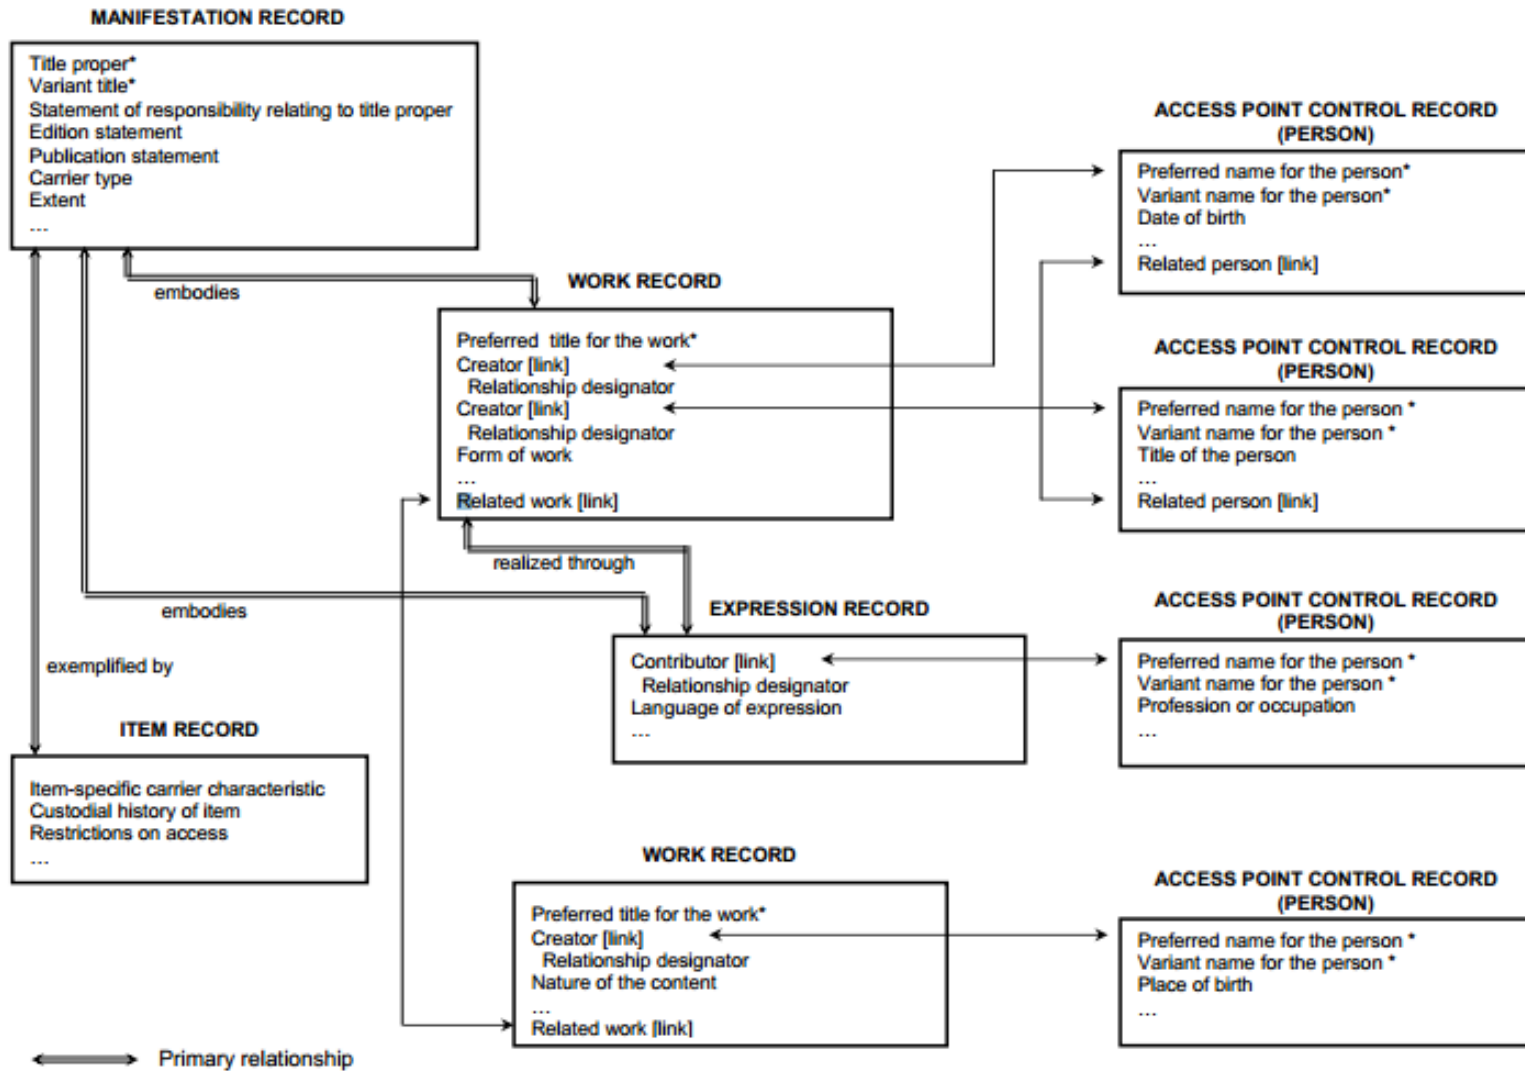 MANIFESTATION RECORD
Title proper*
Variant title*
Statement of responsibility relating to title proper
Edition statement
Publication statement
Carrier type
Extent
...
embodies
WORK RECORD
Preferred title for the work*
Creator [link]
Relationship designator
Creator [link]
Relationship designator
Form of work
...
Related work [link]
realized through
embodies
exemplified by
EXPRESSION RECORD
Contributor [link]
Relationship designator
Language of expression
...
ITEM RECORD
Item-specific carrier characteristic
Custodial history of item
Restrictions on access
...
WORK RECORD
Preferred title for the work*
Creator [link]
Relationship designator
Nature of the content
...
Related work [link]
ACCESS POINT CONTROL RECORD
(PERSON)
Preferred name for the person*
Variant name for the person*
Date of birth
...
Related person [link]
ACCESS POINT CONTROL RECORD
(PERSON)
Preferred name for the person *
Variant name for the person *
Title of the person
...
Related person [link]
ACCESS POINT CONTROL RECORD
(PERSON)
Preferred name for the person *
Variant name for the person *
Profession or occupation
...
ACCESS POINT CONTROL RECORD
(PERSON)
Preferred name for the person *
Variant name for the person *
Place of birth
...
Primary relationship